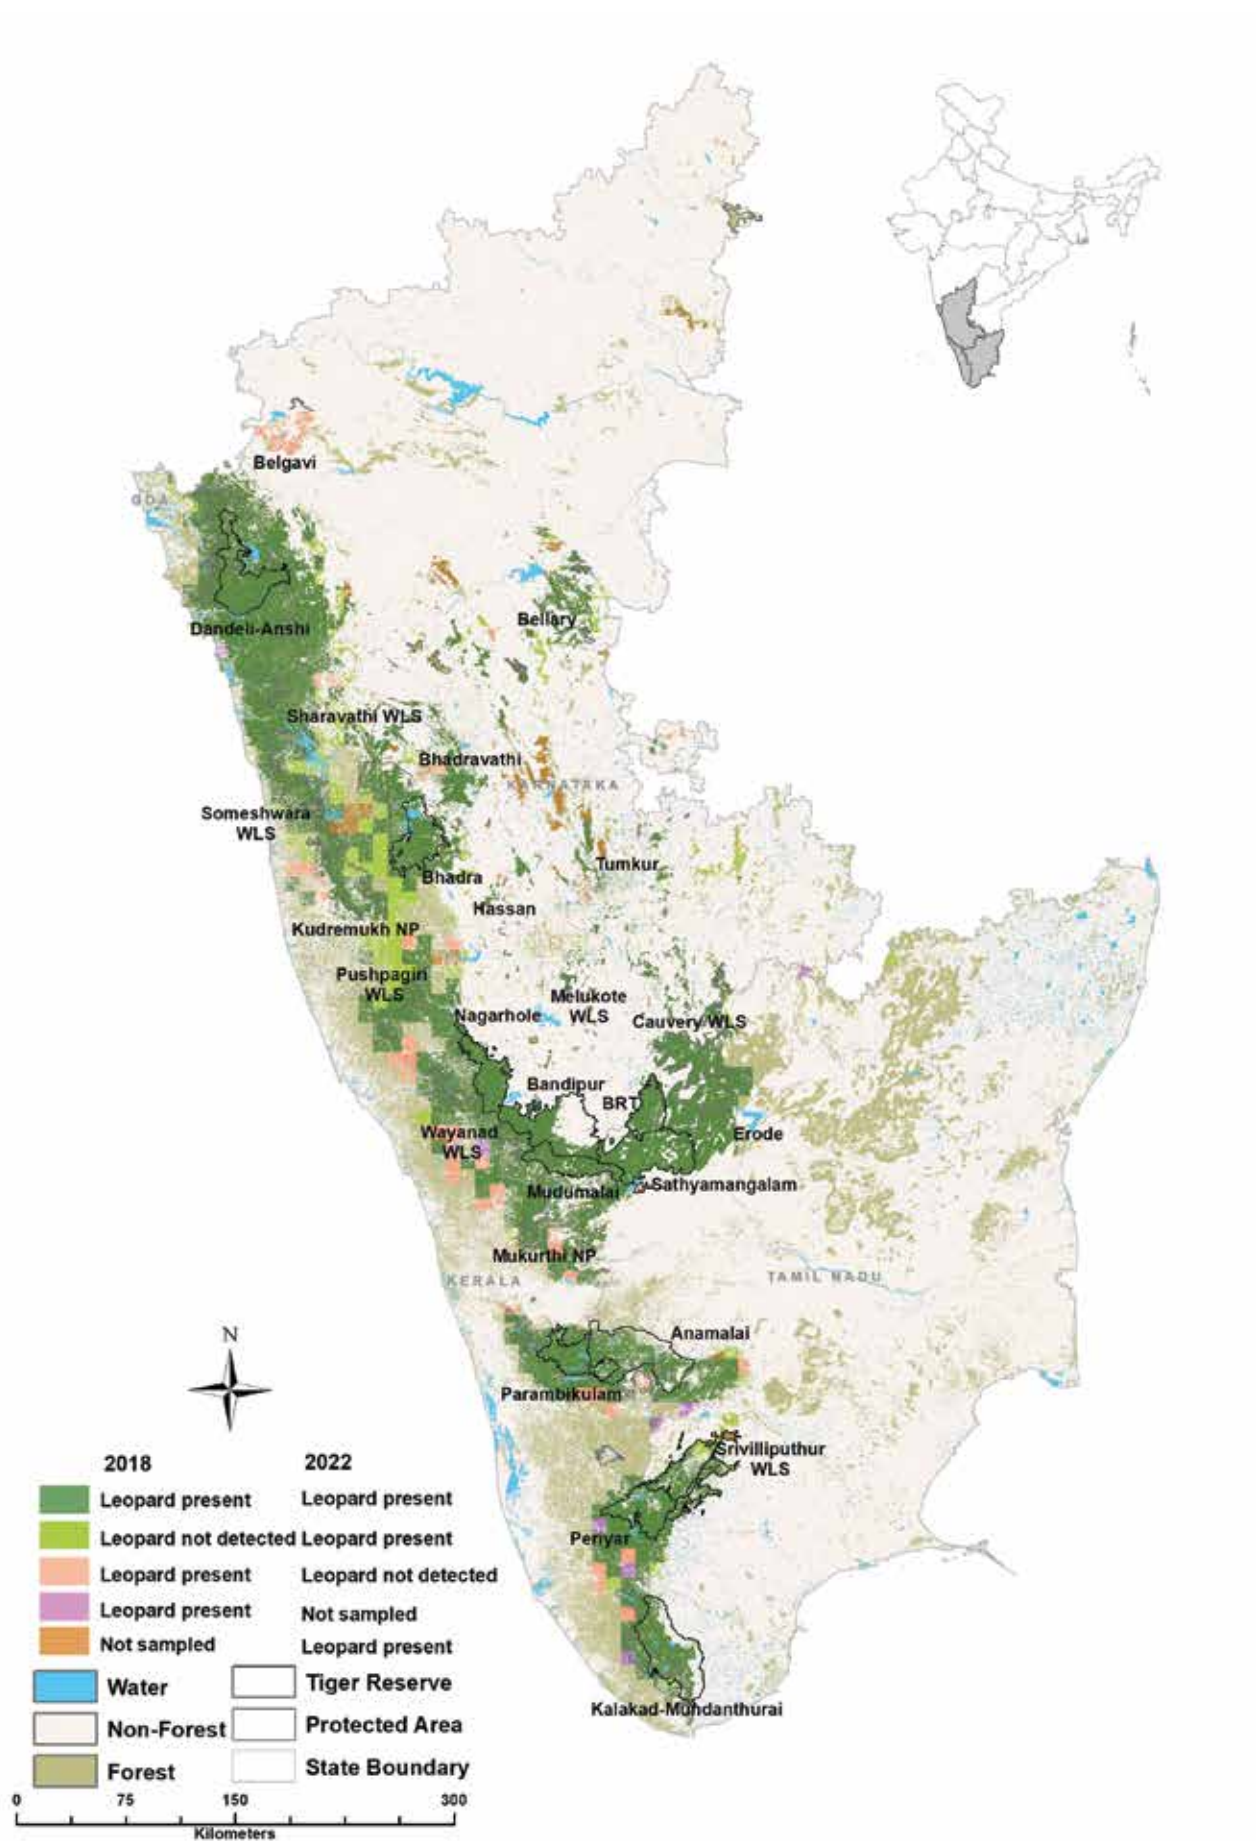 Belgavi
GOA
Dandeli-Anshi
Bellary
Sharavathi WLS
Bhadravathi
KARNATAKA
Someshwara
WLS
Tumkur
Bhadra
Hassan
Kudremukh NP
Pushpagiri
WLS
Melukote
WLS
Nagarhole
Cauvery WLS
Bandipur
BRT
Wayanad
WLS
Erode
Mudumalai
Sathyamangalam
Mukurthi NP
KERALA
TAMIL NADU
N
Anamalai
Parambikulam
Srivilliputhur
WLS
Periyar
Kalakad-Mundanthurai
2018 2022
Leopard present Leopard present
Leopard not detected Leopard present
Leopard present Leopard not detected
Leopard present Not sampled
Not sampled Leopard present
Water Tiger Reserve
Non-Forest Protected Area
Forest State Boundary
0 75 150 300
Kilometers